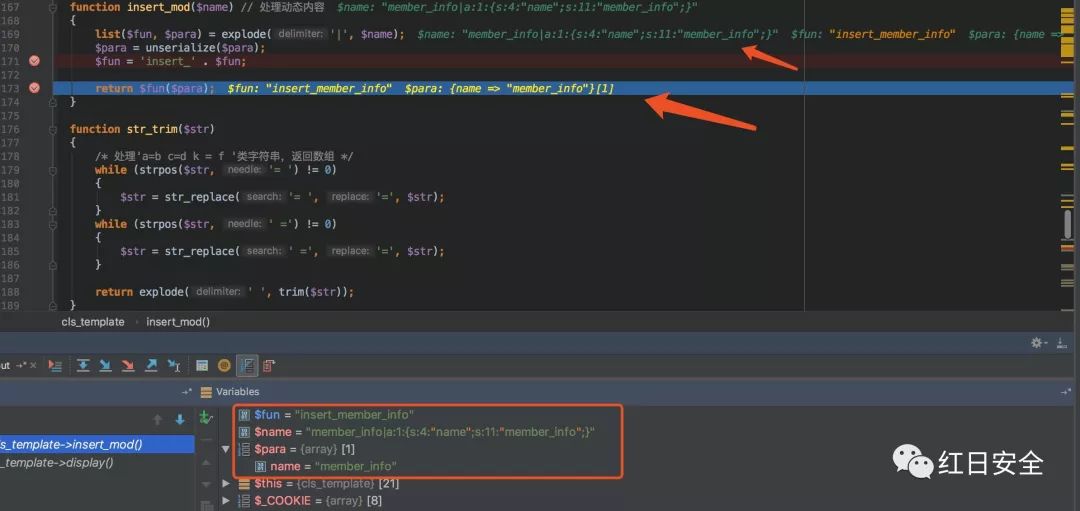 167 function insert_mod($name) // 处理动态内容 $name: "member_info|a:1:{s:4:"name";s:11:"member_info";}"
168 {
169 list($fun, $para) = explode( delimiter: '|', $name); $name: "member_info|a:1:{s:4:"name";s:11:"member_info";}" $fun: "insert_member_info" $para: {name =>
170 $para = unserialize($para);
171 $fun = 'insert_' . $fun;
172
173 return $fun($para); $fun: "insert_member_info" $para: {name => "member_info"}[1]
174 }
175
176 function str_trim($str)
177 {
178 /* 处理'a=b c=d k = f '类字符串，返回数组 */
179 while (strpos($str, needle: '= ') != 0)
180 {
181 $str = str_replace( search: '= ', replace: '=', $str);
182 }
183 while (strpos($str, needle: ' =') != 0)
184 {
185 $str = str_replace( search: ' =', replace: '=', $str);
186 }
187
188 return explode( delimiter: ' ', trim($str));
189 }
cls_template › insert_mod()
out
Variables
ls_template->insert_mod()
_template->display()
$fun = "insert_member_info"
$name = "member_info|a:1:{s:4:"name";s:11:"member_info";}"
$para = {array} [1]
name = "member_info"
$this = {cls_template} [21]
$_COOKIE = {array} [8]
红日安全